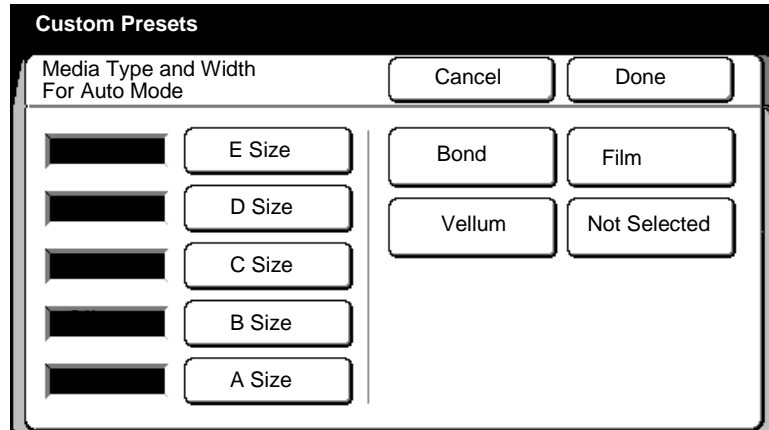 Custom Presets
Media Type and Width
For Auto Mode
Cancel
Done
E Size
D Size
C Size
B Size
A Size
Bond
Film
Vellum
Not Selected